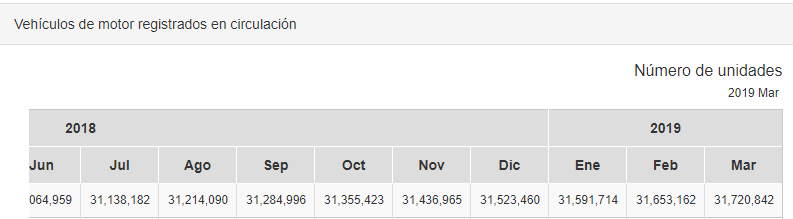 Vehículos de motor registrados en circulación
Número de unidades
2019 Mar
2018 2019
Jun Jul Ago Sep Oct Nov Dic Ene Feb Mar
064,959 31,138,182 31,214,090 31,284,996 31,355,423 31,436,965 31,523,460 31,591,714 31,653,162 31,720,842